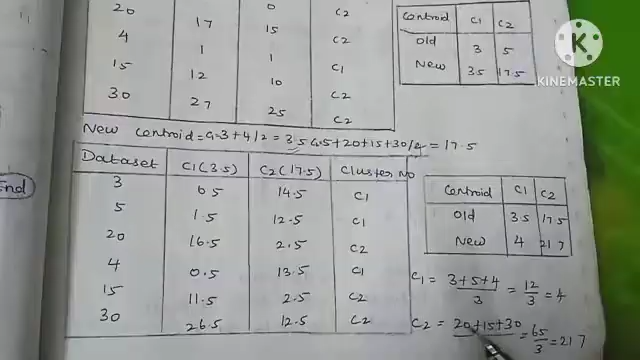 20 17 0 C2
4 1 15 C2
15 12 1 C1
30 27 10 C2
25 C2
Centroid C1 C2
Old 3 5
New 3.5 17.5
KINEMASTER
New Centroid = 9-3+4/2 = 3.5 C2.5+20+15+30/4 = 17.5
Dataset C1(3.5) C2(17.5) Cluster No
3 0.5 14.5 C1
5 1.5 12.5 C1
20 16.5 2.5 C2
4 0.5 13.5 C1
15 11.5 2.5 C2
30 26.5 12.5 C2
End)
Centroid C1 C2
Old 3.5 17.5
New 4 21 7
C1 = 3+5+4 / 3 = 12 / 3 = 4
C2 = 20+15+30 = 65 / 3 = 21 7